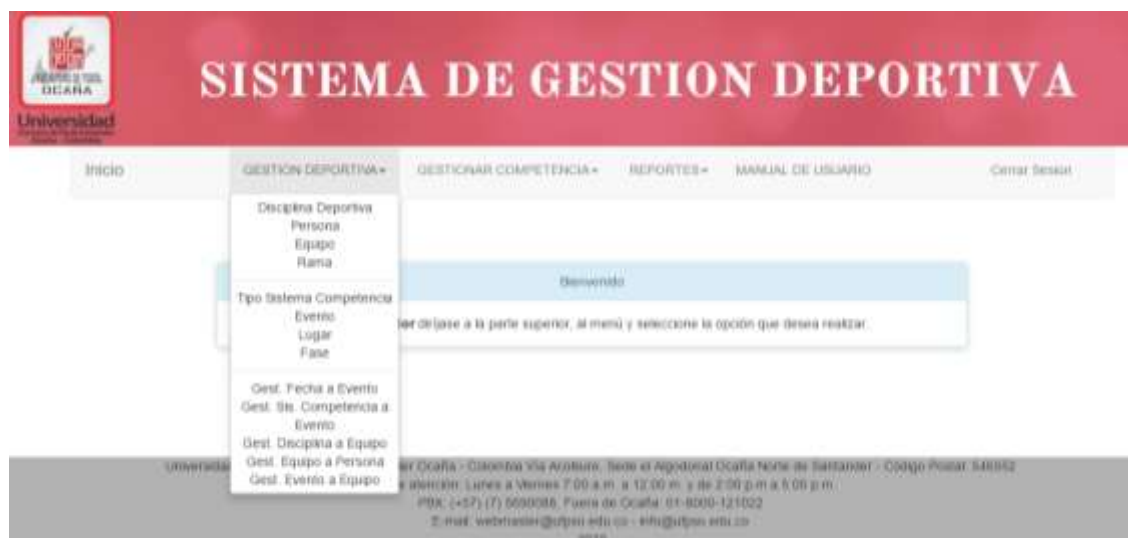 OCAÑA
Universidad
SISTEMA DE GESTION DEPORTIVA
Inicio
GESTION DEPORTIVA
GESTIONAR COMPETENCIA
REPORTES
MANUAL DE USUARIO
Cerrar Sesion
Disciplina Deportiva
Persona
Equipo
Rama
Tipo Sistema Competencia
Evento
Lugar
Fase
Gest. Fecha a Evento
Gest. Sis. Competencia a
Evento
Gest. Disciplina a Equipo
Gest. Equipo a Persona
Gest. Evento a Equipo
Bienvenido
diríjase a la parte superior, al menú y seleccione la opción que desea realizar.
Ocaña - Colombia Vía Acolsure, Sede el Algodonal Ocaña Norte de Santander - Código Postal: 546552
atención: Lunes a Viernes 7:00 a.m. a 12:00 m. y de 2:00 p.m a 6:00 p.m.
PBX: (+57) (7) 5690088, Fuera de Ocaña: 01-8000-121022
E-mail: webmaster@ufpso.edu.co - info@ufpso.edu.co